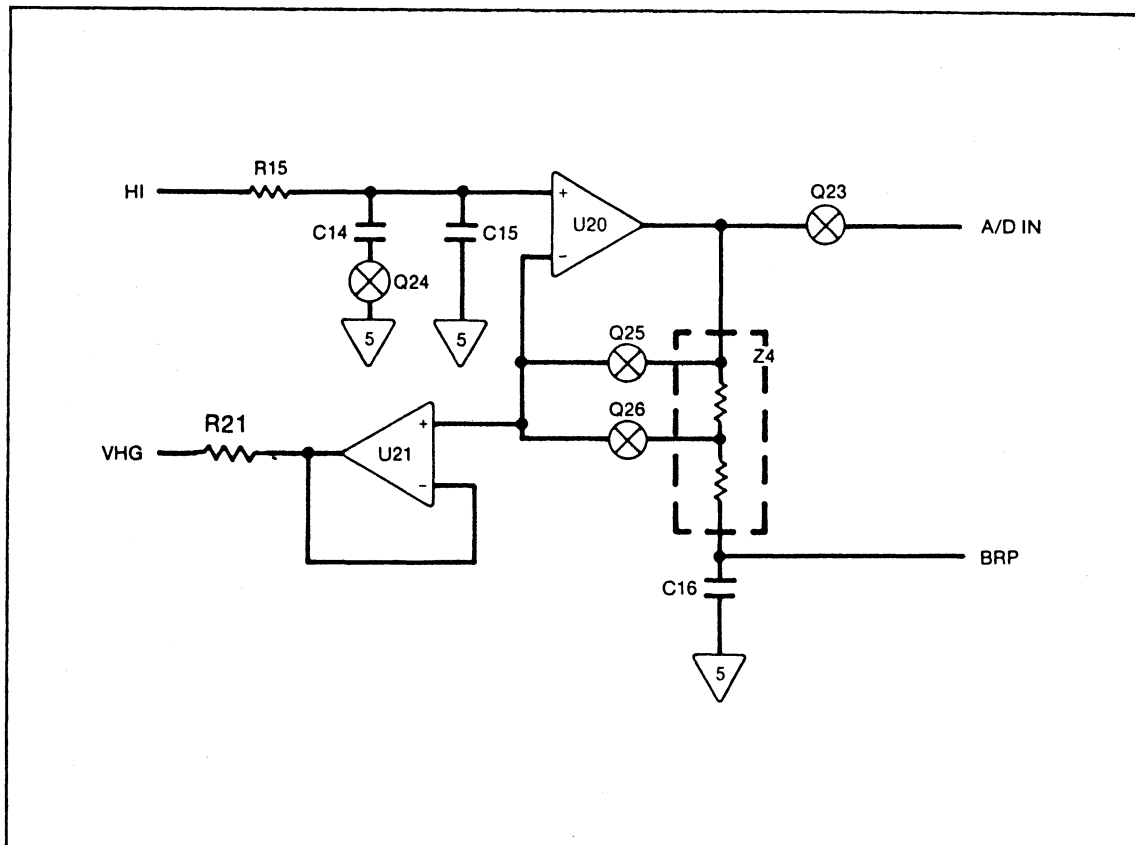 R15
HI
C14
C15
Q24
5
5
+
U20
−
Q23
A/D IN
Q25
Z4
Q26
R21
VHG
+
U21
−
BRP
C16
5